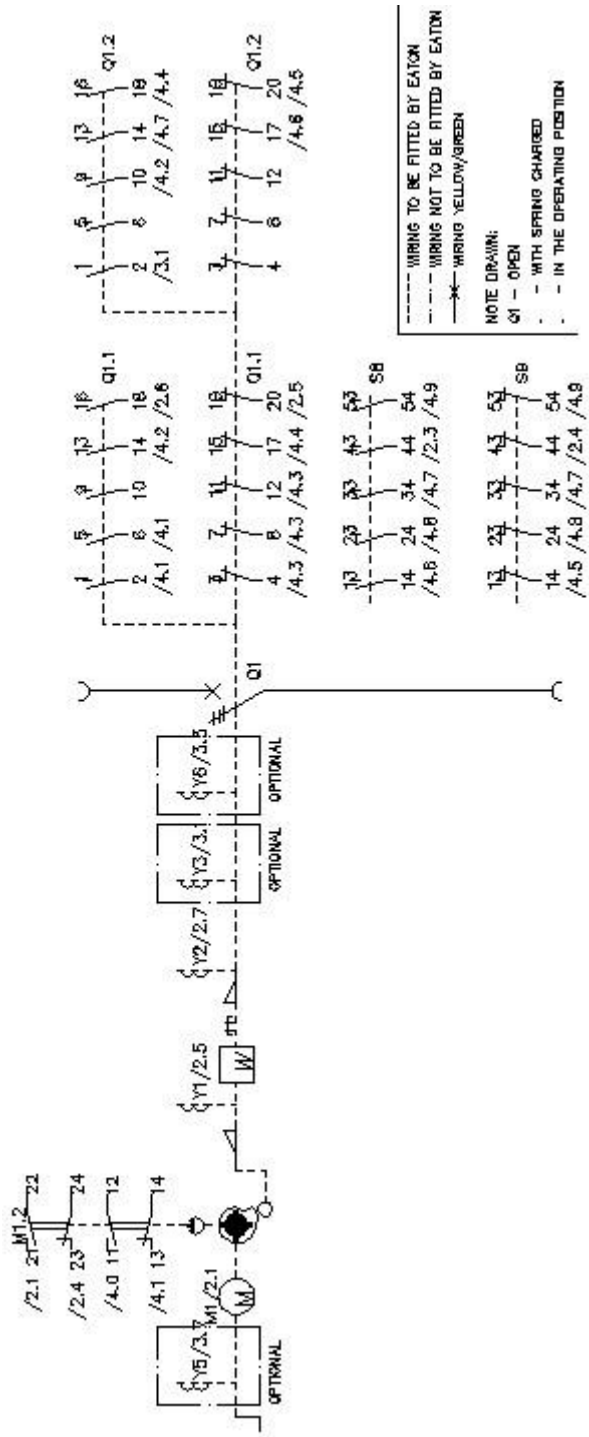 M1.2
/2.1 21 22
/2.4 23 24
/4.0 11 12
/4.1 13 14
Y5/3.7
OPTIONAL
M1/2.1
M
Y1/2.5
Y2/2.7
Y3/3.1
OPTIONAL
Y6/3.5
OPTIONAL
Q1
1 5 9 13 16
Q1.1
2 6 10 14 18
/4.1 /4.1 /4.2 /2.6
3 7 11 15 19
Q1.1
4 8 12 17 20
/4.3 /4.3 /4.3 /4.4 /2.5
1 5 9 13 16
Q1.2
2 6 10 14 18
/3.1 /4.2 /4.7 /4.4
3 7 11 15 19
Q1.2
4 8 12 17 20
/4.6 /4.5
13 23 33 43 53
S8
14 24 34 44 54
/4.6 /4.8 /4.7 /2.3 /4.9
13 23 33 43 53
S9
14 24 34 44 54
/4.5 /4.8 /4.7 /2.4 /4.9
WIRING TO BE FITTED BY EATON
WIRING NOT TO BE FITTED BY EATON
WIRING YELLOW/GREEN
NOTE DRAWN:
Q1 - OPEN
. - WITH SPRING CHARGED
. - IN THE OPERATING POSITION